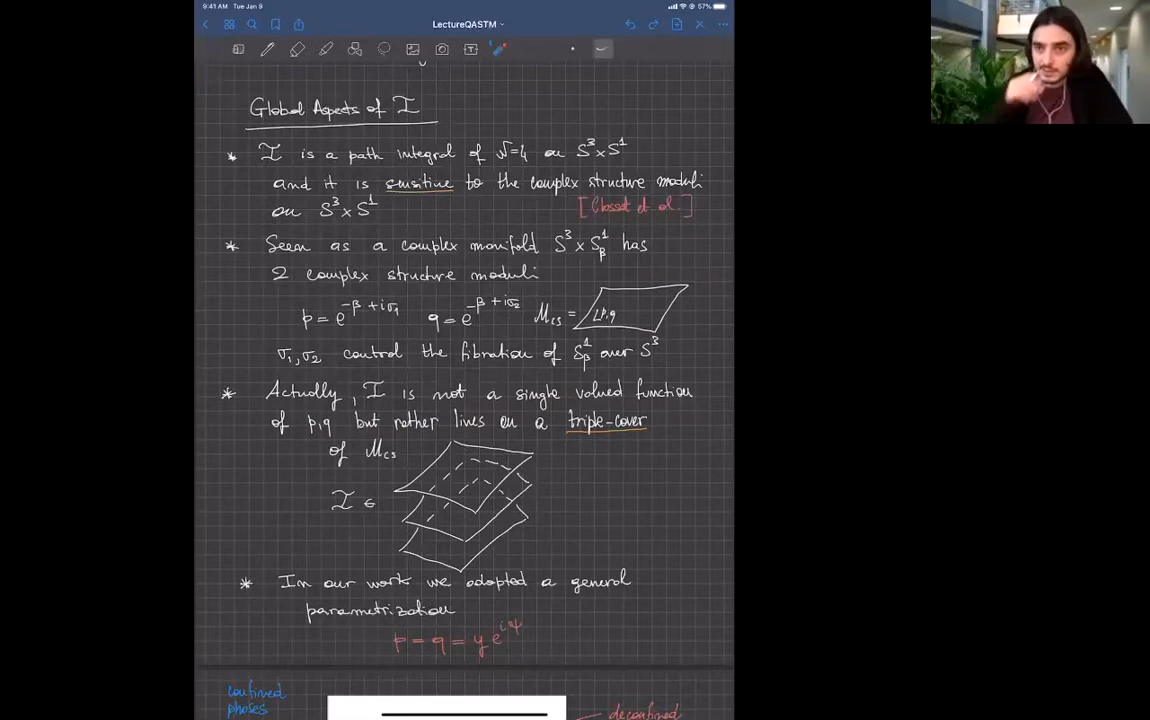 9:41 AM Tue Jan 9
57%
LectureQASTM
Global Aspects of I
* I is a path integral of N=4 on S³×S¹
and it is sensitive to the complex structure moduli
on S³×S¹ [Closset et al.]
* Seen as a complex manifold S³×S¹_β has
2 complex structure moduli
p = e^{-β+iσ₁} q = e^{-β+iσ₂} M_cs = p,q
σ₁,σ₂ control the fibration of S¹_β over S³
* Actually, I is not a single valued function
of p,q but rather lives on a triple-cover
of M_cs
I ∈
* In our work we adopted a general
parametrization
p = q = y e^{iψ}
confined
phases
deconfined